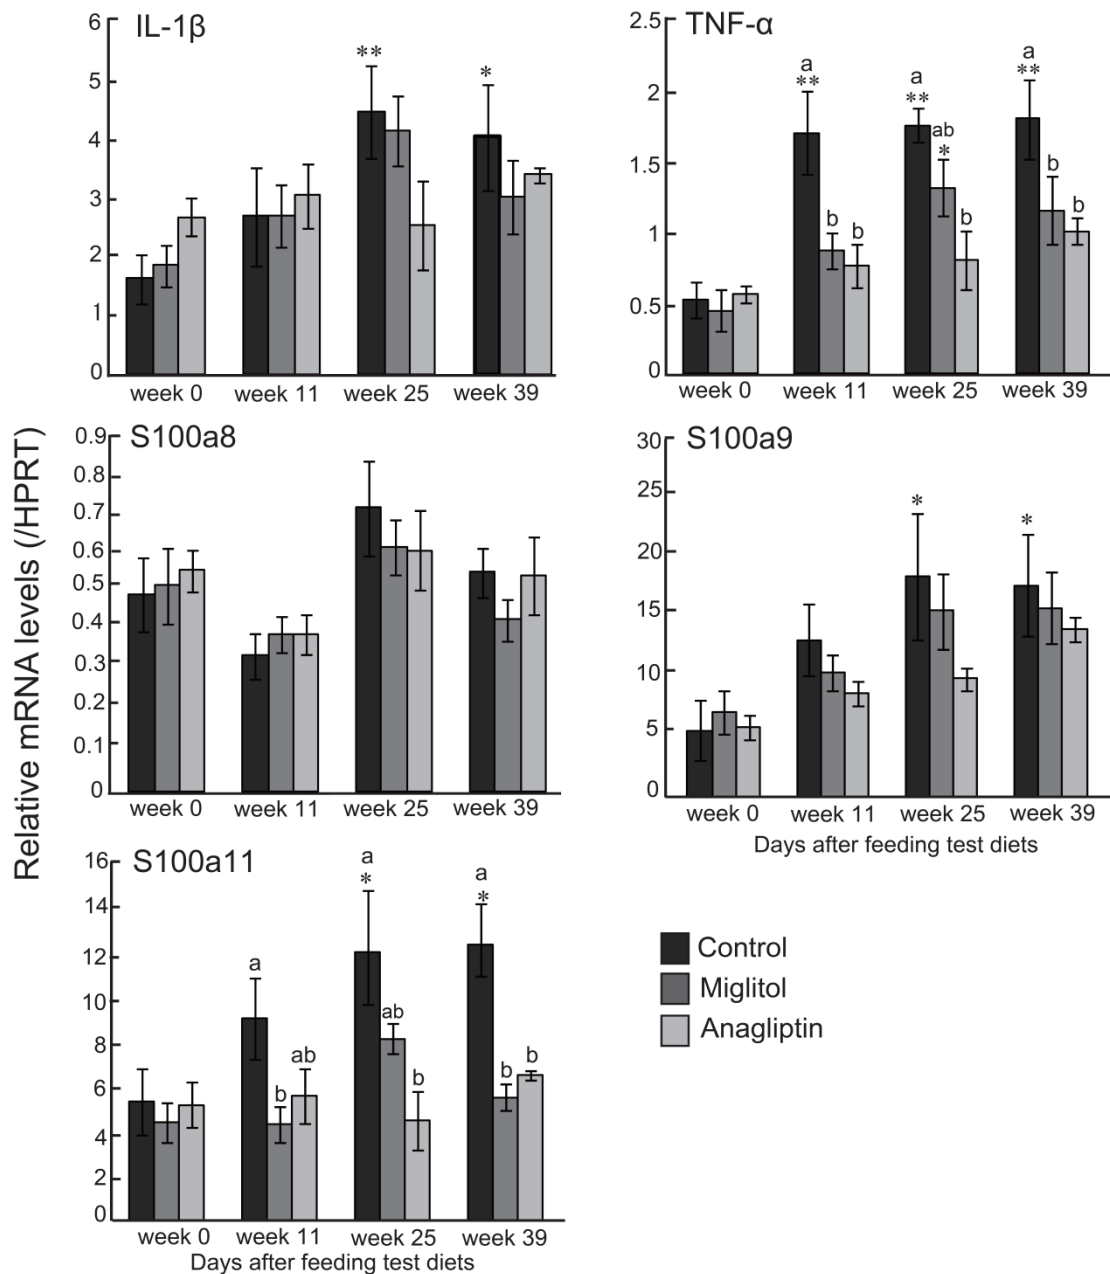 Relative mRNA levels (/HPRT)
IL-1β
6
5
4
3
2
1
0
** *
week 0 week 11 week 25 week 39
TNF-α
2.5
2
1.5
1
0.5
0
a a a
** ** **
ab
*
b b b b b
week 0 week 11 week 25 week 39
S100a8
0.9
0.8
0.7
0.6
0.5
0.4
0.3
0.2
0.1
0
week 0 week 11 week 25 week 39
S100a9
30
25
20
15
10
5
0
* *
week 0 week 11 week 25 week 39
Days after feeding test diets
S100a11
16
14
12
10
8
6
4
2
0
a a
* *
a
ab
b ab b b b
week 0 week 11 week 25 week 39
Days after feeding test diets
Control
Miglitol
Anagliptin